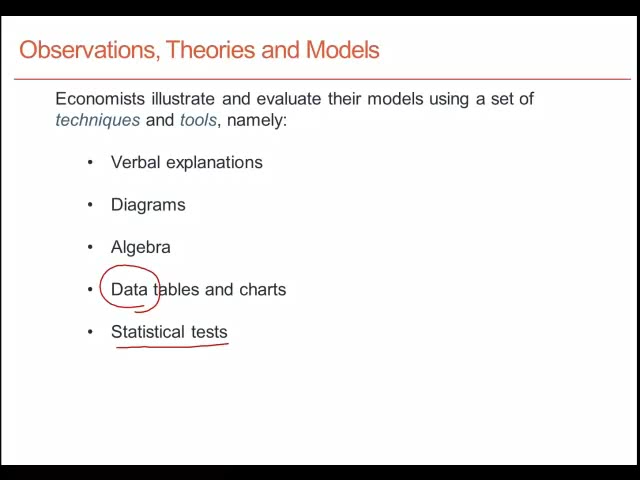 Observations, Theories and Models
Economists illustrate and evaluate their models using a set of
techniques and tools, namely:
• Verbal explanations
• Diagrams
• Algebra
• Data tables and charts
• Statistical tests